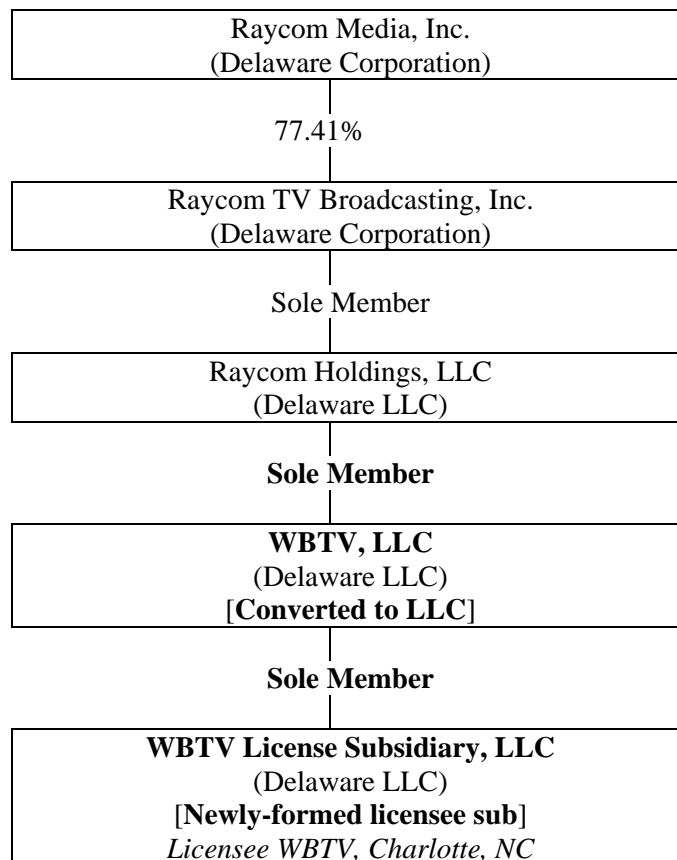 Raycom Media, Inc.
(Delaware Corporation)
77.41%
Raycom TV Broadcasting, Inc.
(Delaware Corporation)
Sole Member
Raycom Holdings, LLC
(Delaware LLC)
Sole Member
WBTV, LLC
(Delaware LLC)
[Converted to LLC]
Sole Member
WBTV License Subsidiary, LLC
(Delaware LLC)
[Newly-formed licensee sub]
Licensee WBTV, Charlotte, NC